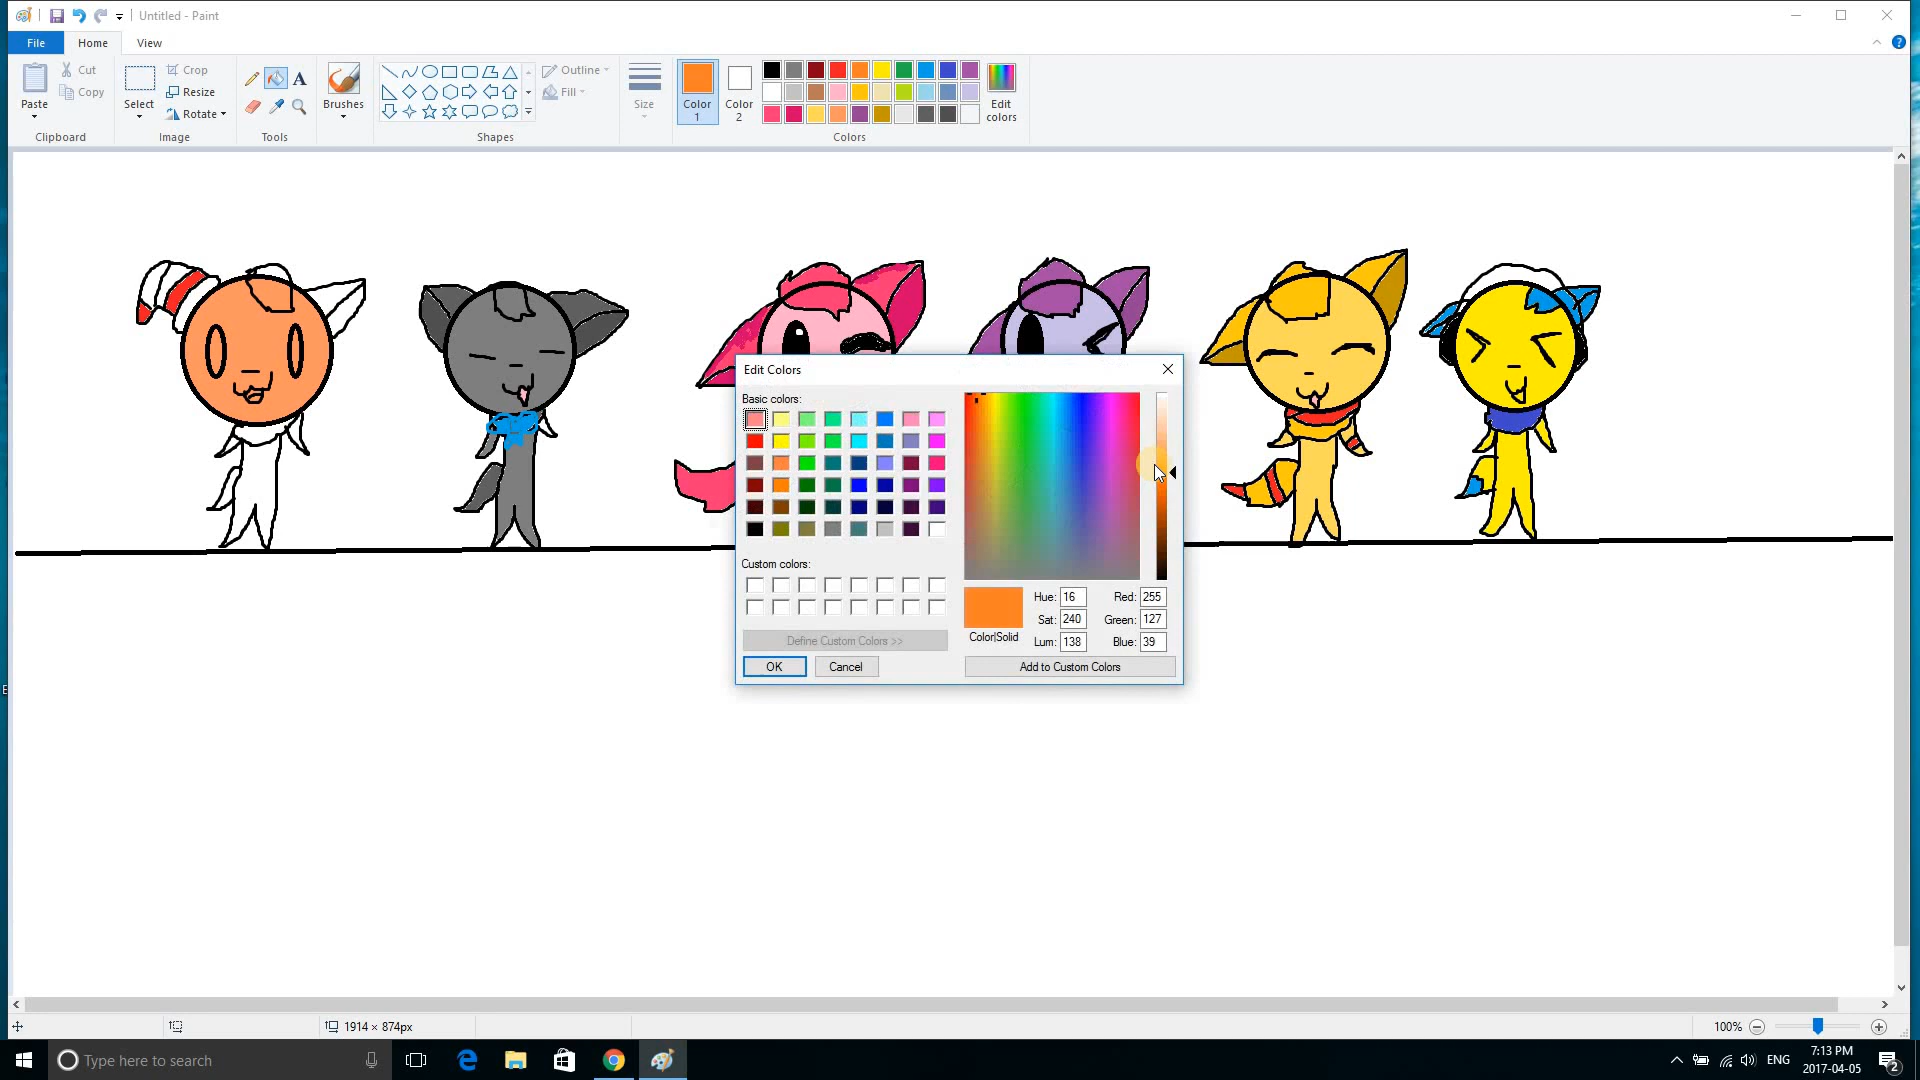 Untitled - Paint
File Home View
Paste Cut Copy
Select Crop Resize Rotate
A
Brushes
Outline Fill
Size
Color 1
Color 2
Edit colors
Clipboard Image Tools Shapes Colors
Edit Colors
Basic colors:
Custom colors:
Define Custom Colors >>
OK Cancel
Hue: 16 Red: 255
Sat: 240 Green: 127
Color|Solid
Lum: 138 Blue: 39
Add to Custom Colors
1914 × 874px
100%
Type here to search
ENG
7:13 PM
2017-04-05
2